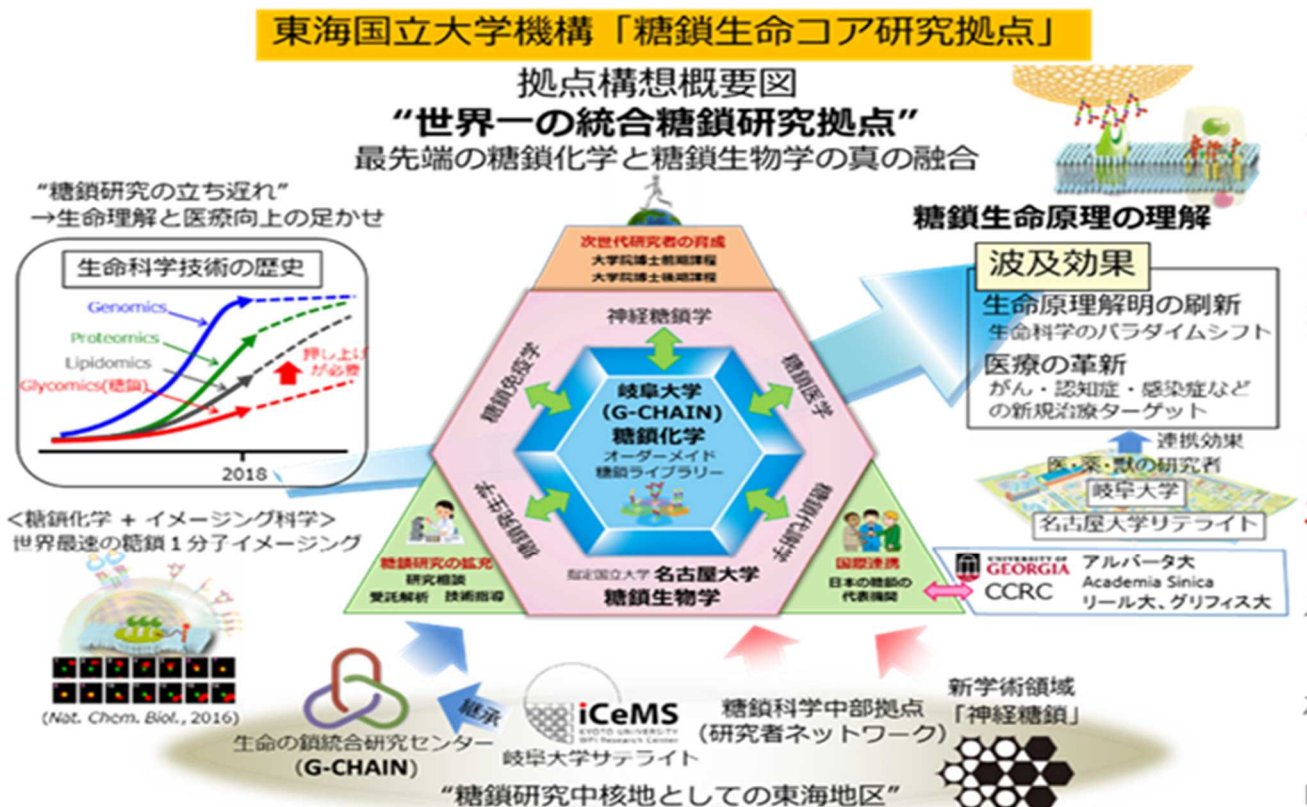 東海国立大学機構「糖鎖生命コア研究拠点」
拠点構想概要図
“世界一の統合糖鎖研究拠点”
最先端の糖鎖化学と糖鎖生物学の真の融合
“糖鎖研究の立ち遅れ”
→生命理解と医療向上の足かせ
生命科学技術の歴史
Genomics
Proteomics
Lipidomics
Glycomics(糖鎖)
押し上げ
が必要
2018
<糖鎖化学 + イメージング科学>
世界最速の糖鎖1分子イメージング
(Nat. Chem. Biol., 2016)
次世代研究者の育成
大学院博士前期課程
大学院博士後期課程
神経糖鎖学
糖鎖免疫学
糖鎖医学
岐阜大学
(G-CHAIN)
糖鎖化学
オーダーメイド
糖鎖ライブラリー
糖鎖発生学
糖鎖代謝学
指定国立大学 名古屋大学
糖鎖生物学
糖鎖研究の拡充
研究相談
受託解析 技術指導
国際連携
日本の糖鎖の
代表機関
糖鎖生命原理の理解
波及効果
生命原理解明の刷新
生命科学のパラダイムシフト
医療の革新
がん・認知症・感染症など
の新規治療ターゲット
連携効果
医・薬・獣の研究者
岐阜大学
名古屋大学サテライト
UNIVERSITY OF
GEORGIA
CCRC
アルバータ大
Academia Sinica
リール大、グリフィス大
生命の鎖統合研究センター
(G-CHAIN)
継承
iCeMS
KYOTO UNIVERSITY
WPI Research Center
岐阜大学サテライト
糖鎖科学中部拠点
(研究者ネットワーク)
新学術領域
「神経糖鎖」
“糖鎖研究中核地としての東海地区”